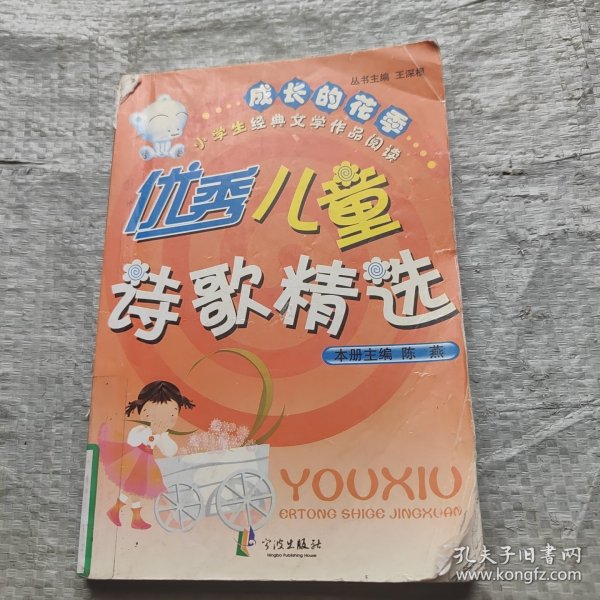 丛书主编 王深根
成长的花季
小学生经典文学作品阅读
优秀儿童
诗歌精选
本册主编 陈 燕
YOUXIU
ERTONG SHIGE JINGXUAN
宁波出版社
Ningbo Publishing House
孔夫子旧书网
www.kongfz.com